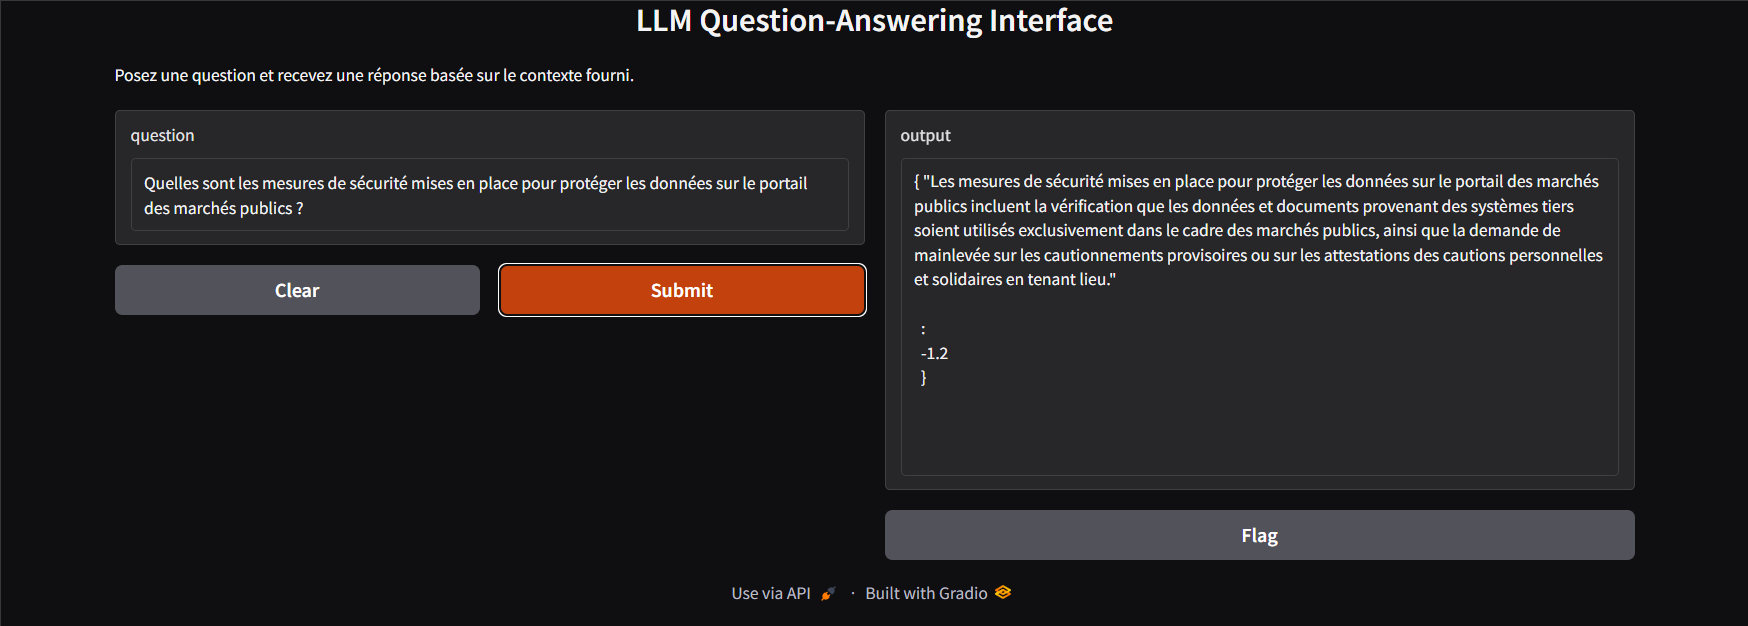 LLM Question-Answering Interface
Posez une question et recevez une réponse basée sur le contexte fourni.
question
Quelles sont les mesures de sécurité mises en place pour protéger les données sur le portail
des marchés publics ?
Clear
Submit
output
{ "Les mesures de sécurité mises en place pour protéger les données sur le portail des marchés
publics incluent la vérification que les données et documents provenant des systèmes tiers
soient utilisés exclusivement dans le cadre des marchés publics, ainsi que la demande de
mainlevée sur les cautionnements provisoires ou sur les attestations des cautions personnelles
et solidaires en tenant lieu."
:
-1.2
}
Flag
Use via API · Built with Gradio